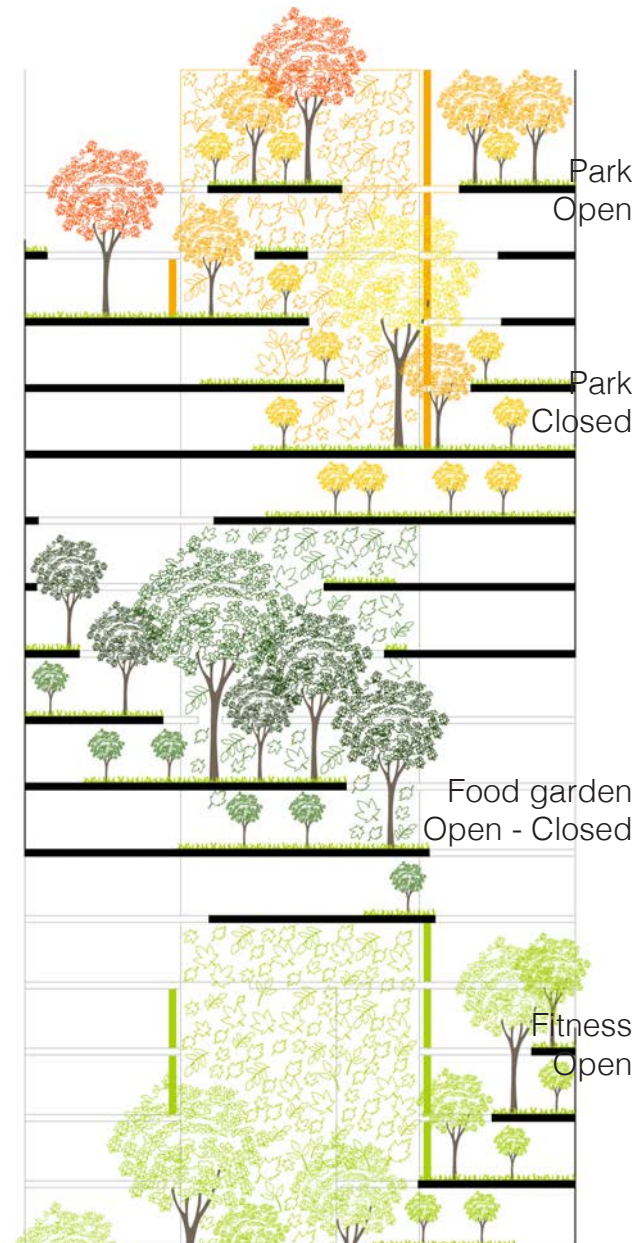 Park
Open
Park
Closed
Food garden
Open - Closed
Fitness
Open